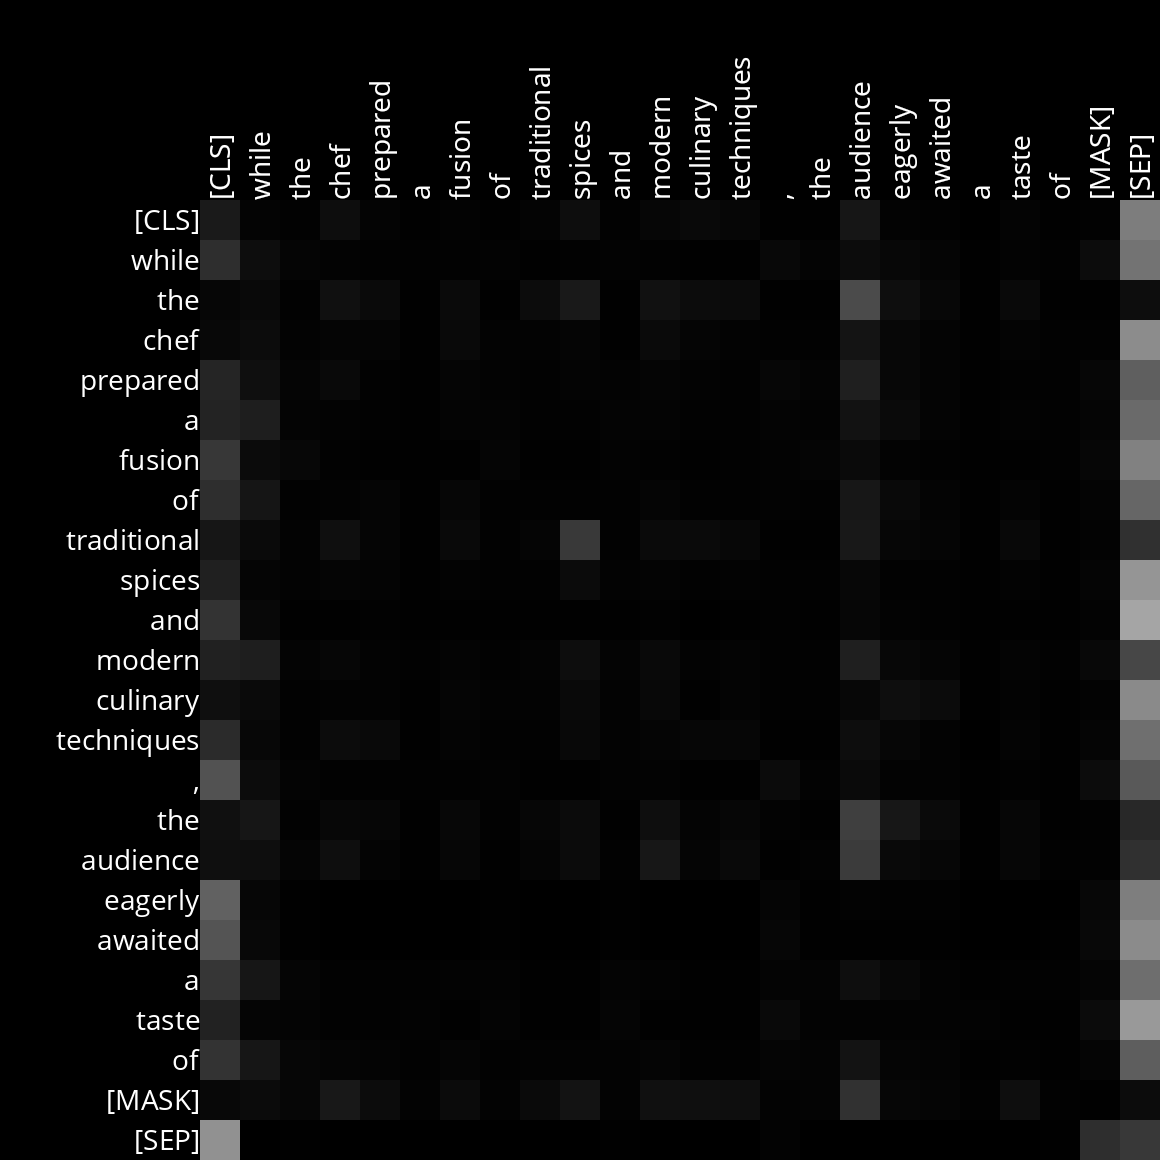 [CLS]
while
the
chef
prepared
a
fusion
of
traditional
spices
and
modern
culinary
techniques
,
the
audience
eagerly
awaited
a
taste
of
[MASK]
[SEP]
[CLS]
while
the
chef
prepared
a
fusion
of
traditional
spices
and
modern
culinary
techniques
,
the
audience
eagerly
awaited
a
taste
of
[MASK]
[SEP]